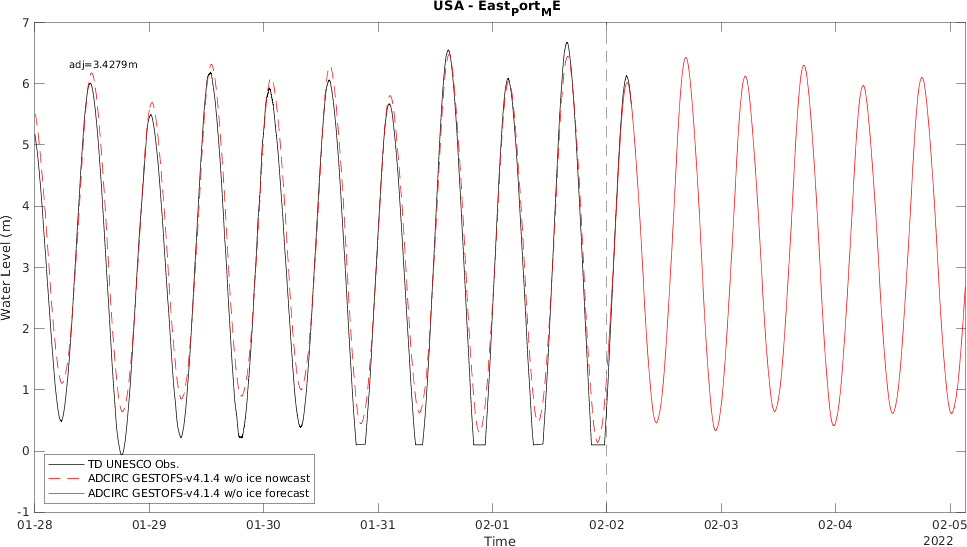 USA - EastPortME
7
6
5
4
3
2
1
0
-1
Water Level (m)
adj=3.4279m
TD UNESCO Obs.
ADCIRC GESTOFS-v4.1.4 w/o ice nowcast
ADCIRC GESTOFS-v4.1.4 w/o ice forecast
01-28 01-29 01-30 01-31 02-01 02-02 02-03 02-04 02-05
Time
2022